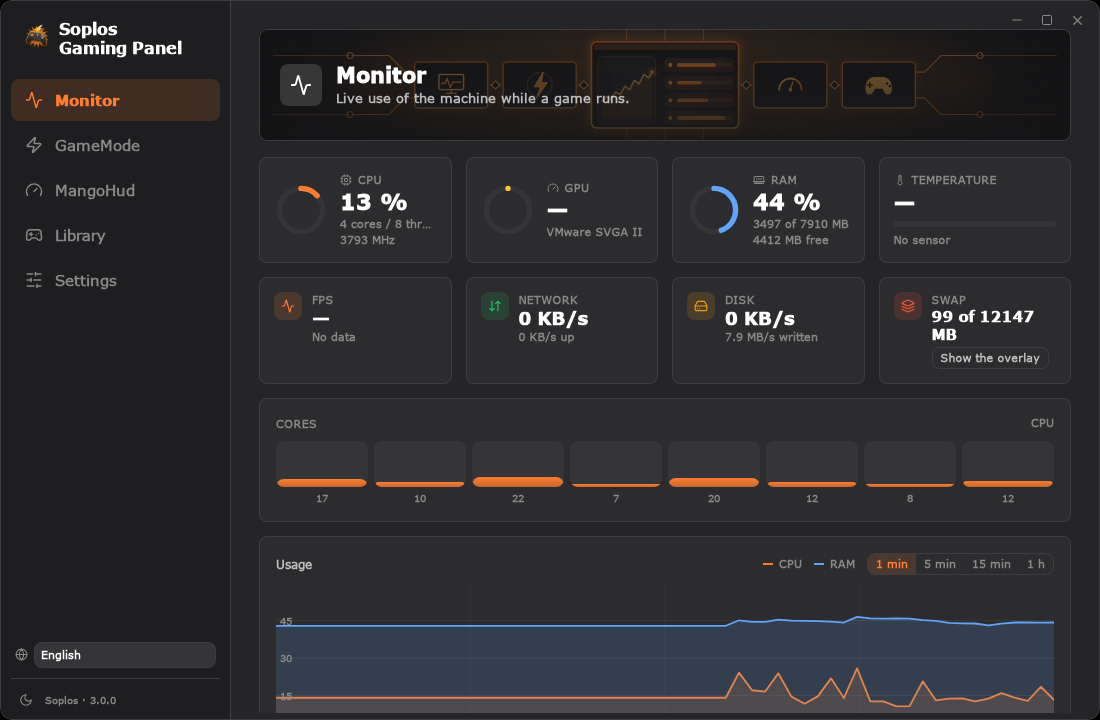 Soplos
Gaming Panel
Monitor
GameMode
MangoHud
Library
Settings
English
Soplos · 3.0.0
Monitor
Live use of the machine while a game runs.
CPU
13 %
4 cores / 8 thr...
3793 MHz
GPU
—
VMware SVGA II
RAM
44 %
3497 of 7910 MB
4412 MB free
TEMPERATURE
—
No sensor
FPS
—
No data
NETWORK
0 KB/s
0 KB/s up
DISK
0 KB/s
7.9 MB/s written
SWAP
99 of 12147
MB
Show the overlay
CORES
CPU
17 10 22 7 20 12 8 12
Usage
CPU RAM 1 min 5 min 15 min 1 h
45
30
15